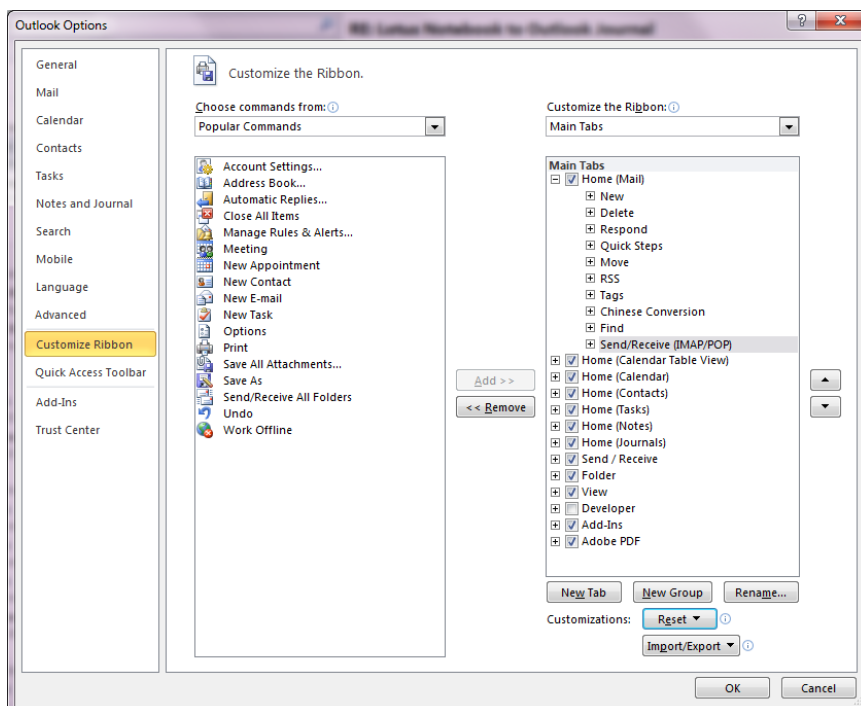 Outlook Options
RE: Lotus Notebook to Outlook Journal
General
Mail
Calendar
Contacts
Tasks
Notes and Journal
Search
Mobile
Language
Advanced
Customize Ribbon
Quick Access Toolbar
Add-Ins
Trust Center
Customize the Ribbon.
Choose commands from:
Popular Commands
Account Settings...
Address Book...
Automatic Replies...
Close All Items
Manage Rules & Alerts...
Meeting
New Appointment
New Contact
New E-mail
New Task
Options
Print
Save All Attachments...
Save As
Send/Receive All Folders
Undo
Work Offline
Add >>
<< Remove
Customize the Ribbon:
Main Tabs
Main Tabs
Home (Mail)
New
Delete
Respond
Quick Steps
Move
RSS
Tags
Chinese Conversion
Find
Send/Receive (IMAP/POP)
Home (Calendar Table View)
Home (Calendar)
Home (Contacts)
Home (Tasks)
Home (Notes)
Home (Journals)
Send / Receive
Folder
View
Developer
Add-Ins
Adobe PDF
New Tab New Group Rename...
Customizations: Reset
Import/Export
OK Cancel